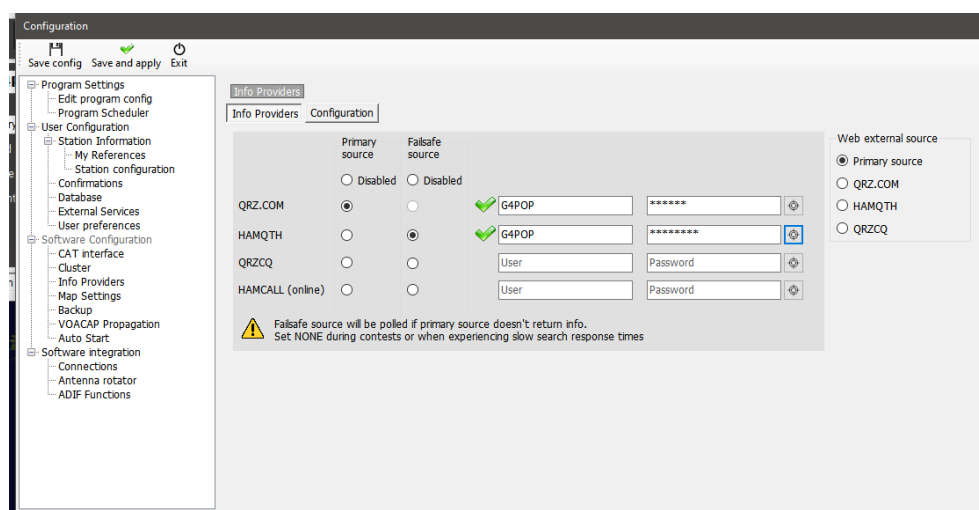 Configuration
Save config Save and apply Exit
Program Settings
Edit program config
Program Scheduler
User Configuration
Station Information
My References
Station configuration
Confirmations
Database
External Services
User preferences
Software Configuration
CAT interface
Cluster
Info Providers
Map Settings
Backup
VOACAP Propagation
Auto Start
Software integration
Connections
Antenna rotator
ADIF Functions
Info Providers
Info Providers Configuration
Primary source Failsafe source
Disabled Disabled
QRZ.COM G4POP ******
HAMQTH G4POP ********
QRZCQ User Password
HAMCALL (online) User Password
Failsafe source will be polled if primary source doesn't return info.
Set NONE during contests or when experiencing slow search response times
Web external source
Primary source
QRZ.COM
HAMQTH
QRZCQ